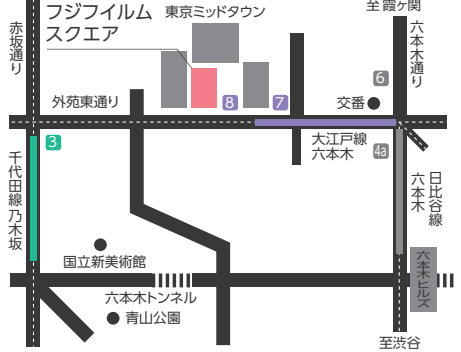 フジフイルム
スクエア
東京ミッドタウン
至霞ヶ関
赤坂通り
六本木通り
6
8
7
外苑東通り
交番
3
大江戸線
六本木
4a
千代田線乃木坂
日比谷線
六本木
国立新美術館
六本木ヒルズ
六本木トンネル
青山公園
至渋谷